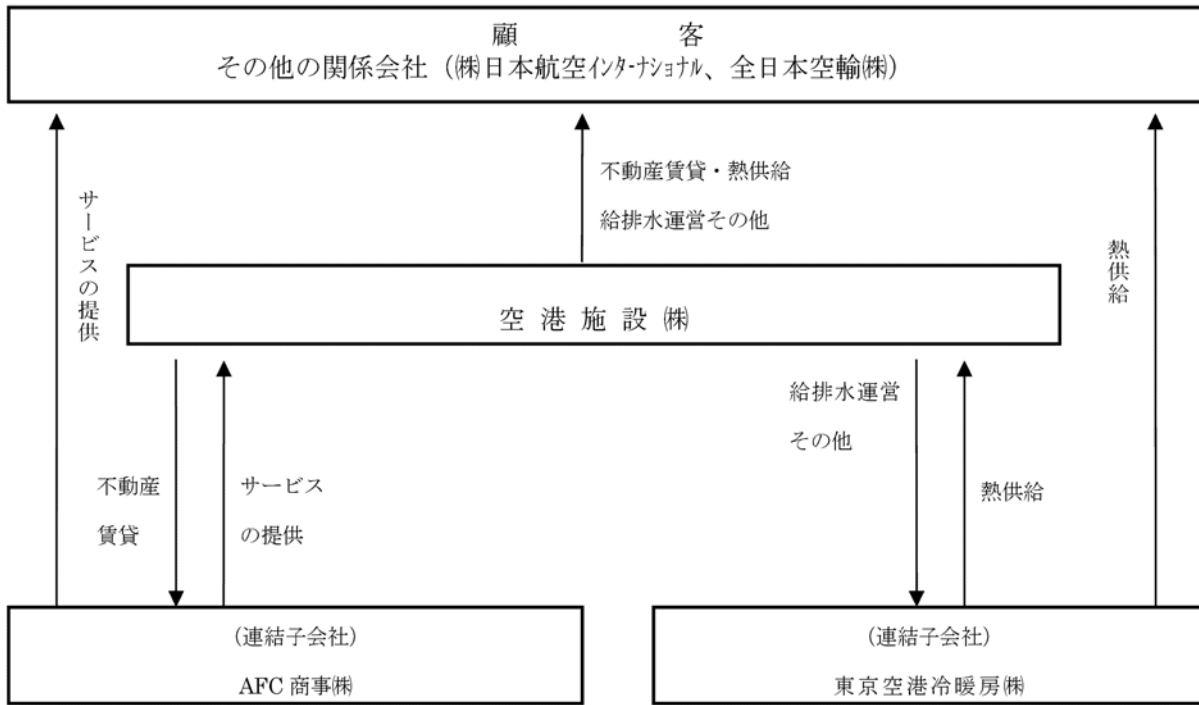 顧　　　客
その他の関係会社（㈱日本航空ｲﾝﾀｰﾅｼｮﾅﾙ、全日本空輸㈱）
サービスの提供
不動産賃貸・熱供給
給排水運営その他
熱供給
空 港 施 設 ㈱
不動産
賃貸
サービス
の提供
給排水運営
その他
熱供給
(連結子会社)
AFC 商事㈱
(連結子会社)
東京空港冷暖房㈱